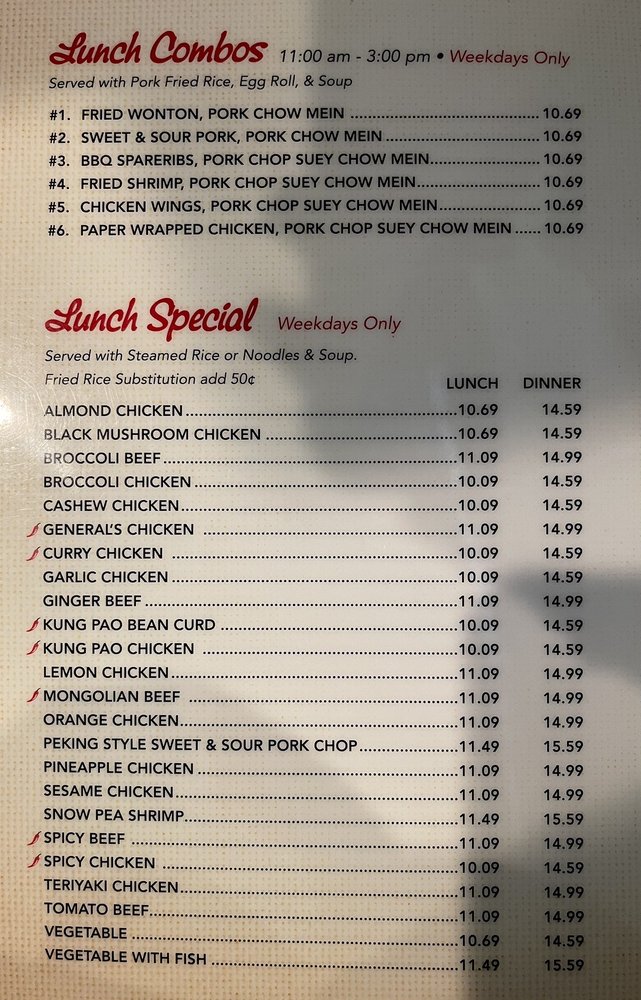 Lunch Combos 11:00 am - 3:00 pm • Weekdays Only
Served with Pork Fried Rice, Egg Roll, & Soup
#1. FRIED WONTON, PORK CHOW MEIN ........ 10.69
#2. SWEET & SOUR PORK, PORK CHOW MEIN ........ 10.69
#3. BBQ SPARERIBS, PORK CHOP SUEY CHOW MEIN ........ 10.69
#4. FRIED SHRIMP, PORK CHOP SUEY CHOW MEIN ........ 10.69
#5. CHICKEN WINGS, PORK CHOP SUEY CHOW MEIN ........ 10.69
#6. PAPER WRAPPED CHICKEN, PORK CHOP SUEY CHOW MEIN ...... 10.69
Lunch Special Weekdays Only
Served with Steamed Rice or Noodles & Soup.
Fried Rice Substitution add 50¢
LUNCH DINNER
ALMOND CHICKEN ........ 10.69 14.59
BLACK MUSHROOM CHICKEN ........ 10.69 14.59
BROCCOLI BEEF ........ 11.09 14.99
BROCCOLI CHICKEN ........ 10.09 14.59
CASHEW CHICKEN ........ 10.09 14.59
GENERAL'S CHICKEN ........ 11.09 14.99
CURRY CHICKEN ........ 10.09 14.59
GARLIC CHICKEN ........ 10.09 14.59
GINGER BEEF ........ 11.09 14.99
KUNG PAO BEAN CURD ........ 10.09 14.59
KUNG PAO CHICKEN ........ 10.09 14.59
LEMON CHICKEN ........ 11.09 14.99
MONGOLIAN BEEF ........ 11.09 14.99
ORANGE CHICKEN ........ 11.09 14.99
PEKING STYLE SWEET & SOUR PORK CHOP ........ 11.49 15.59
PINEAPPLE CHICKEN ........ 11.09 14.99
SESAME CHICKEN ........ 11.09 14.99
SNOW PEA SHRIMP ........ 11.49 15.59
SPICY BEEF ........ 11.09 14.99
SPICY CHICKEN ........ 10.09 14.59
TERIYAKI CHICKEN ........ 11.09 14.99
TOMATO BEEF ........ 11.09 14.99
VEGETABLE ........ 10.69 14.59
VEGETABLE WITH FISH ........ 11.49 15.59